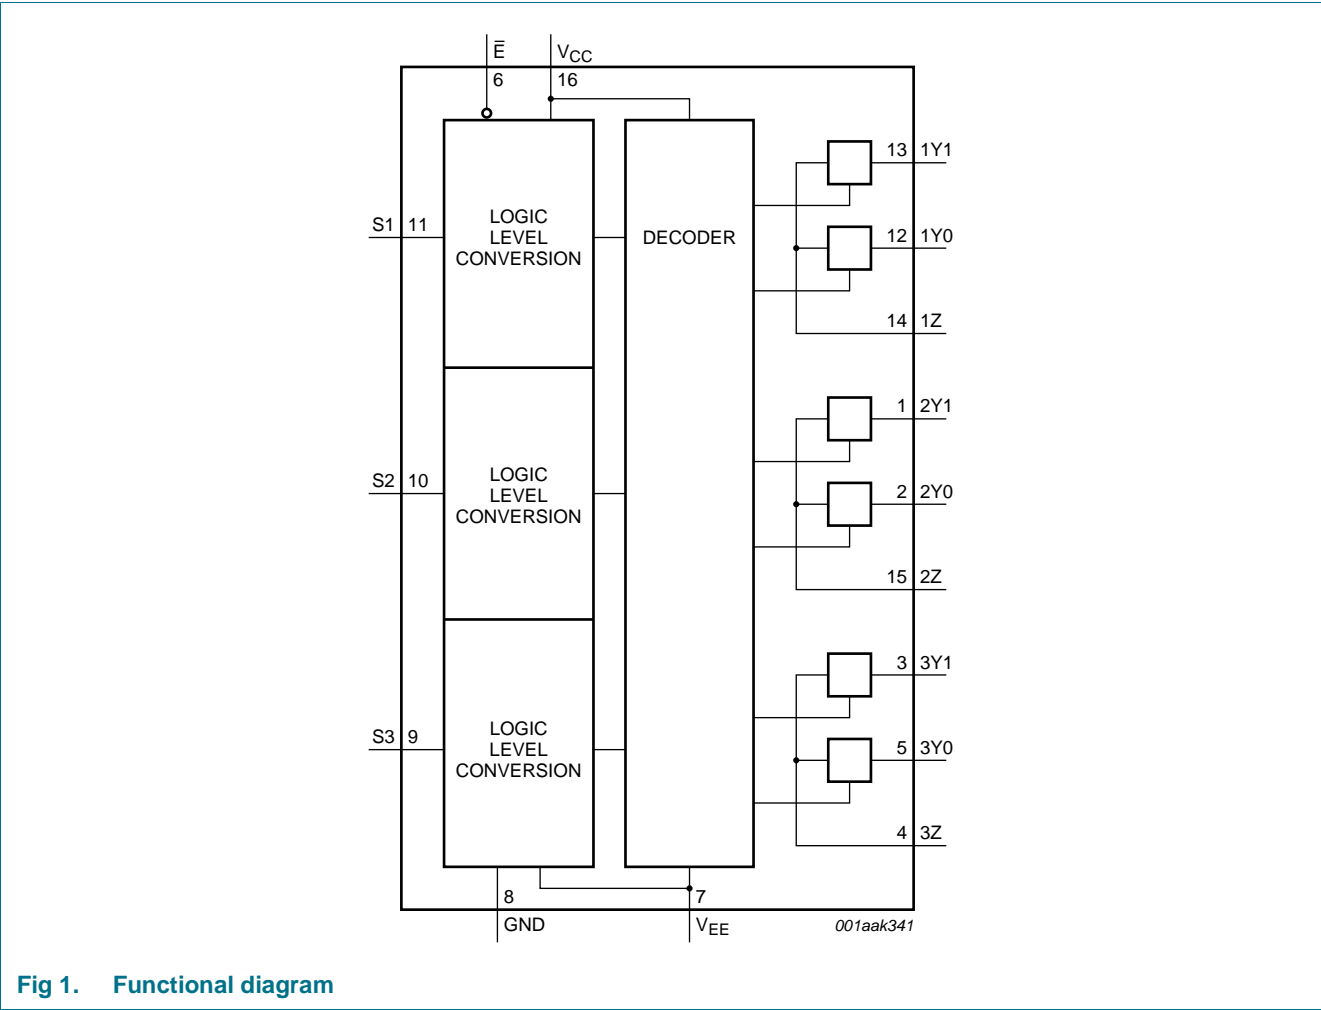 E̅ VCC
6 16
13 1Y1
S1 11
LOGIC
LEVEL
CONVERSION
DECODER
12 1Y0
14 1Z
1 2Y1
S2 10
LOGIC
LEVEL
CONVERSION
2 2Y0
15 2Z
3 3Y1
S3 9
LOGIC
LEVEL
CONVERSION
5 3Y0
4 3Z
8 7
GND VEE 001aak341
Fig 1. Functional diagram